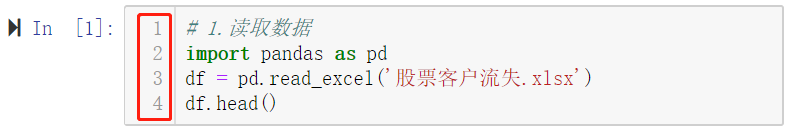 In [1]:
1 # 1.读取数据
2 import pandas as pd
3 df = pd.read_excel('股票客户流失.xlsx')
4 df.head()